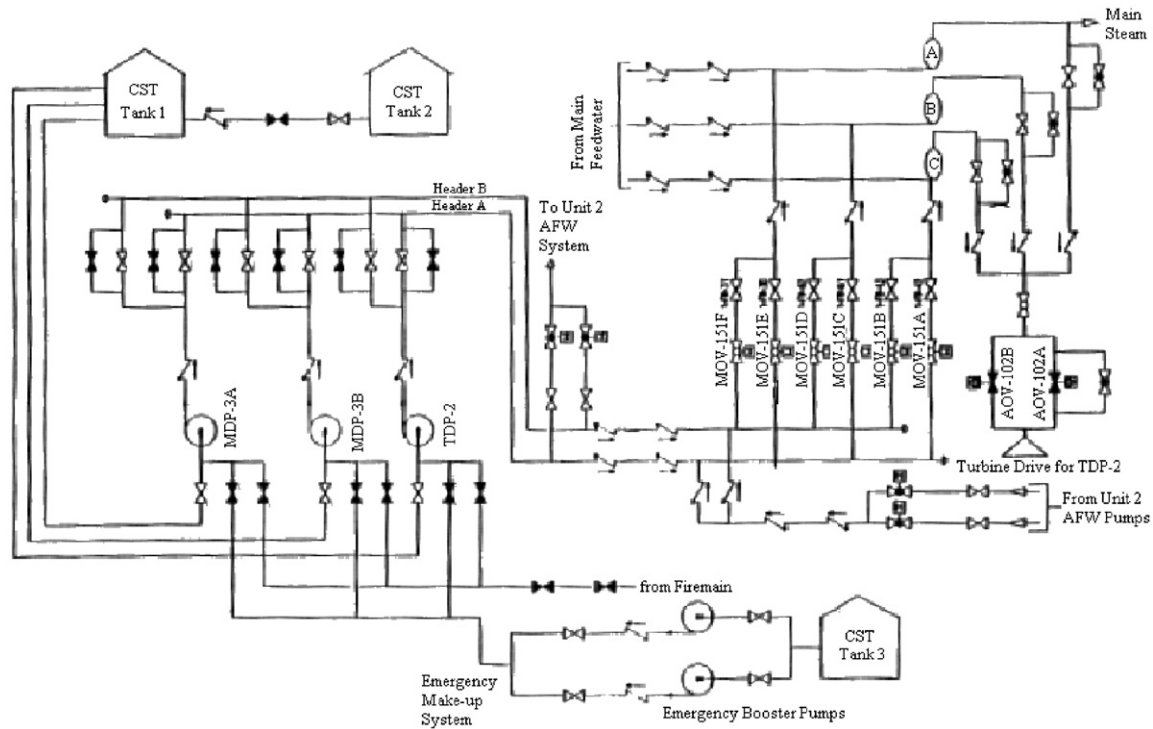 Main
Steam
CST
Tank 1
CST
Tank 2
A
B
C
From Main
Feedwater
Header B
Header A
To Unit 2
AFW
System
MOV-151F
MOV-151E
MOV-151D
MOV-151C
MOV-151B
MOV-151A
AOV-102B
AOV-102A
MDP-3A
MDP-3B
TDP-2
Turbine Drive for TDP-2
From Unit 2
AFW Pumps
from Firemain
CST
Tank 3
Emergency
Make-up
System
Emergency Booster Pumps